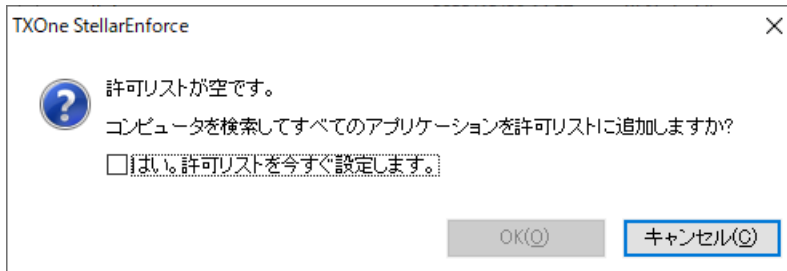 TXOne StellarEnforce
許可リストが空です。
コンピュータを検索してすべてのアプリケーションを許可リストに追加しますか?
はい。許可リストを今すぐ設定します。
OK(O)
キャンセル(C)